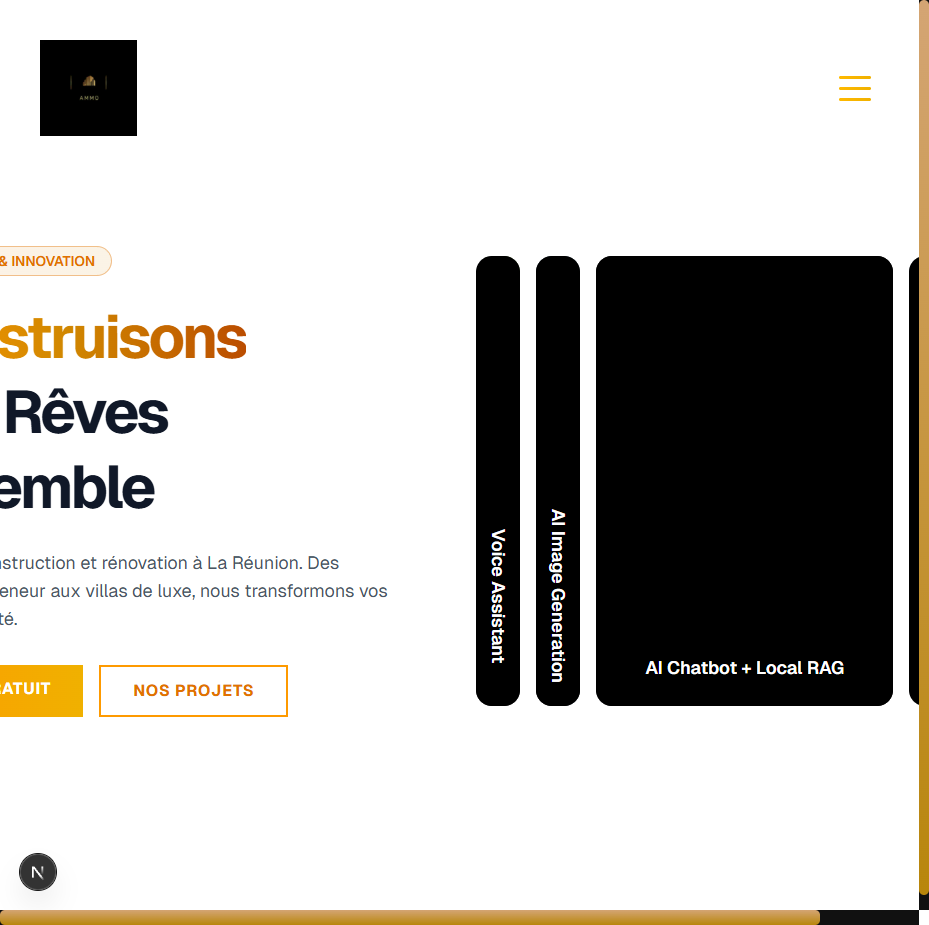 AMMO
& INNOVATION
struisons
Rêves
emble
nstruction et rénovation à La Réunion. Des
eneur aux villas de luxe, nous transformons vos
té.
RATUIT
NOS PROJETS
Voice Assistant
AI Image Generation
AI Chatbot + Local RAG
N